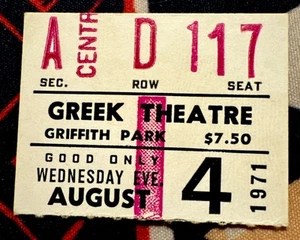 A CENTR D 117
SEC. ROW SEAT
GREEK THEATRE
GRIFFITH PARK $7.50
GOOD ONLY
WEDNESDAY EVE.
AUGUST 4 1971